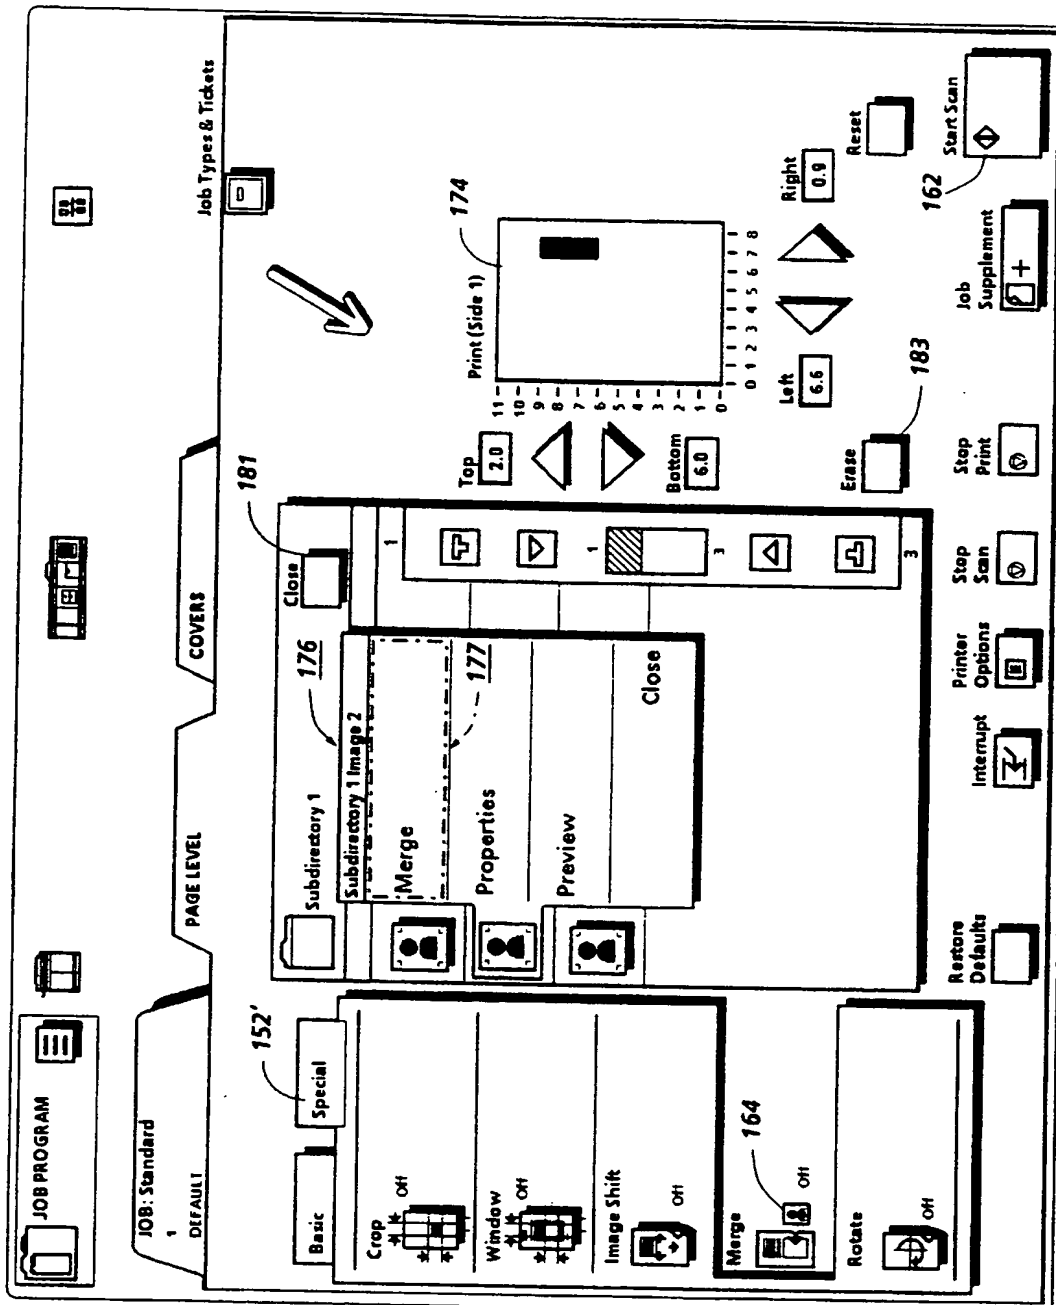 JOB PROGRAM
JOB: Standard
1
DEFAULT
PAGE LEVEL
COVERS
Job Types & Tickets
Basic
Special
152'
Crop
Off
Window
Off
Image Shift
Off
Merge
164
Off
Rotate
Off
Subdirectory 1
Close
181
176
Subdirectory 1 Image 2
Merge
177
Properties
Preview
Close
1
1
3
3
Print (Side 1)
174
Top
2.0
Bottom
6.0
11
10
9
8
7
6
5
4
3
2
1
0
0 1 2 3 4 5 6 7 8
Left
6.6
Right
0.9
Erase
183
Reset
Restore
Defaults
Interrupt
Printer
Options
Stop
Scan
Stop
Print
Job
Supplement
+
Start Scan
162